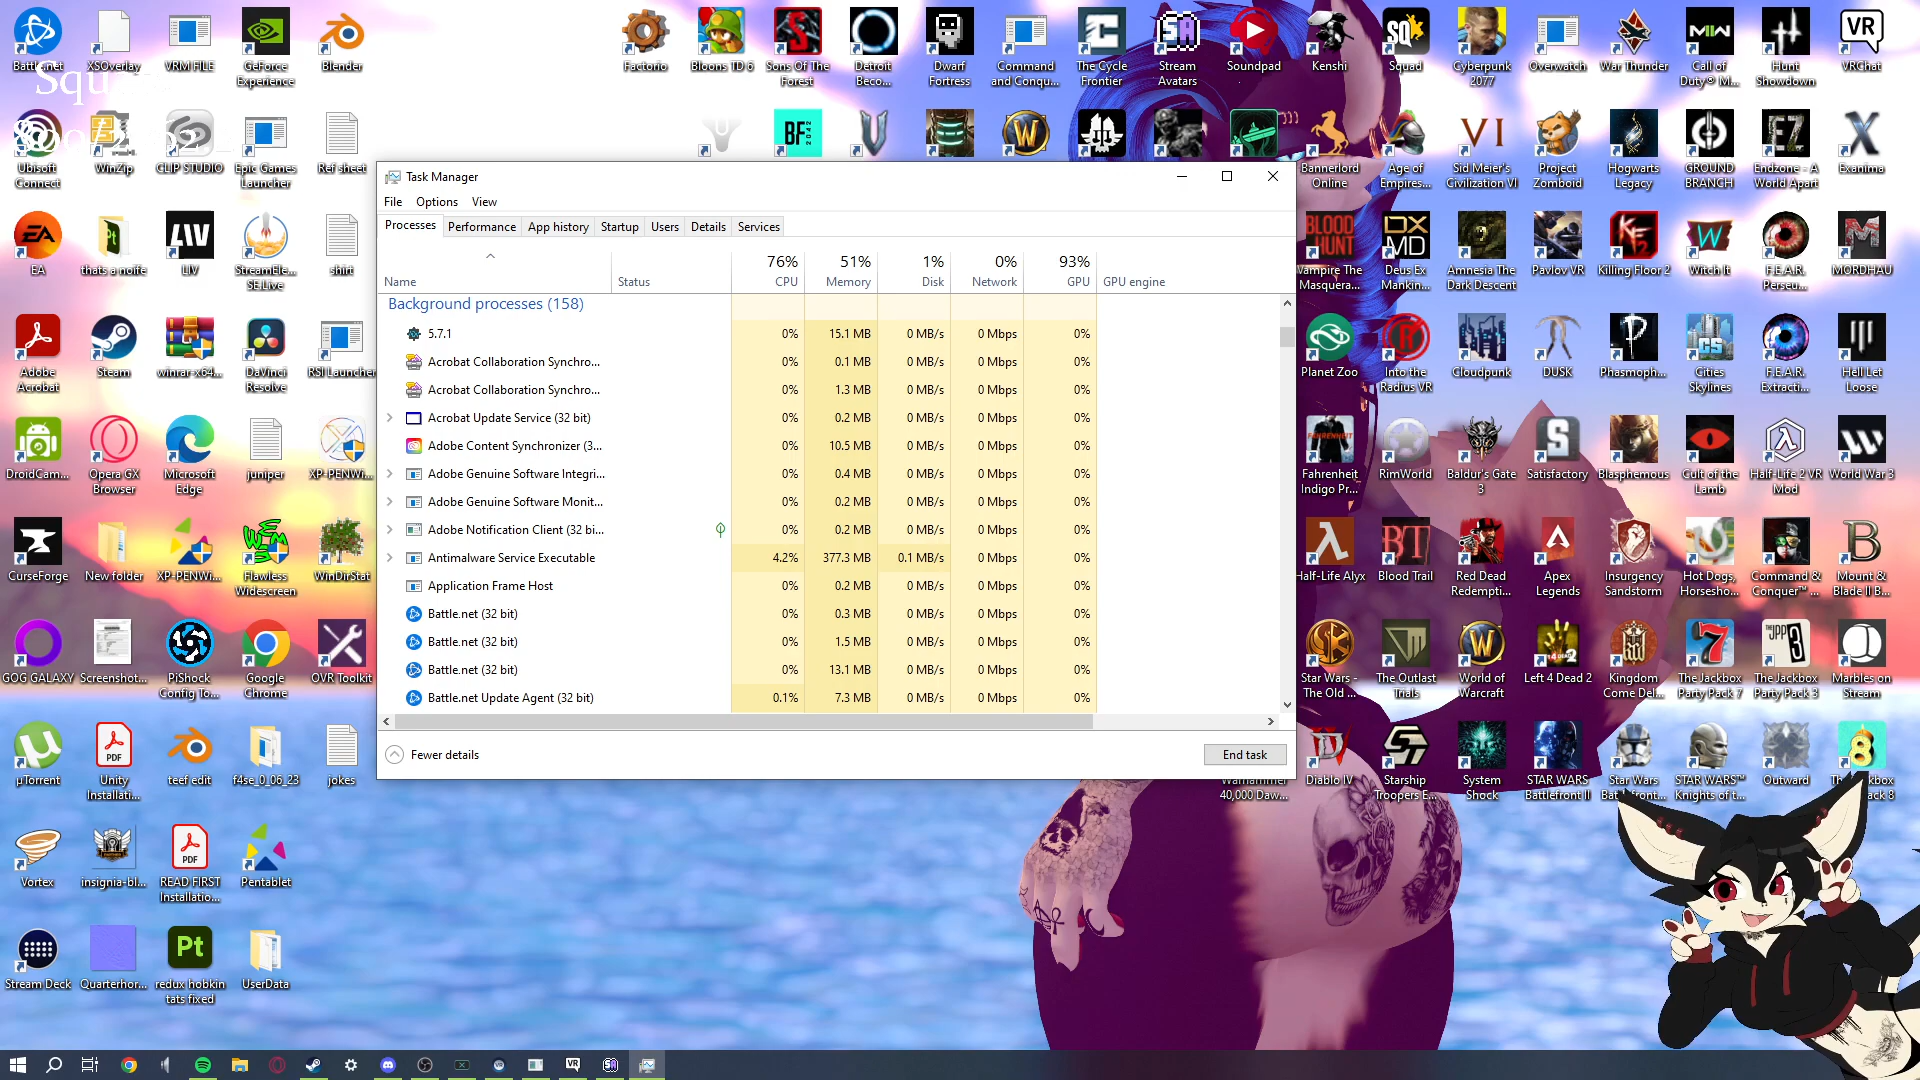 Battle.net
XSOverlay
VRM FILE
GeForce
Experience
Blender
Factorio
Bloons TD 6
Sons Of The
Forest
Detroit
Beco...
Dwarf
Fortress
Command
and Conqu...
The Cycle
Frontier
Stream
Avatars
Soundpad
Kenshi
Squad
Cyberpunk
2077
Overwatch
War Thunder
Call of
Duty® M...
Hunt
Showdown
VRChat
Ubisoft
Connect
WinZip
CLIP STUDIO
Epic Games
Launcher
Ref sheet
Bannerlord
Online
Age of
Empires...
Sid Meier's
Civilization VI
Project
Zomboid
Hogwarts
Legacy
GROUND
BRANCH
Endzone - A
World Apart
Exanima
EA
thats a noife
LIV
StreamEle...
SE.Live
shirt
Vampire The
Masquera...
Deus Ex
Mankin...
Amnesia The
Dark Descent
Pavlov VR
Killing Floor 2
Witch It
F.E.A.R.
Perseu...
MORDHAU
Adobe
Acrobat
Steam
winrar-x64...
DaVinci
Resolve
RSI Launcher
Planet Zoo
Into the
Radius VR
Cloudpunk
DUSK
Phasmoph...
Cities
Skylines
F.E.A.R.
Extracti...
Hell Let
Loose
DroidCam...
Opera GX
Browser
Microsoft
Edge
juniper
XP-PENWi...
Fahrenheit
Indigo Pr...
RimWorld
Baldur's Gate
3
Satisfactory
Blasphemous
Cult of the
Lamb
Half-Life 2 VR
Mod
World War 3
CurseForge
New folder
XP-PENWi...
Flawless
Widescreen
WinDirStat
Half-Life Alyx
Blood Trail
Red Dead
Redempti...
Apex
Legends
Insurgency
Sandstorm
Hot Dogs,
Horsesho...
Command &
Conquer™ ...
Mount &
Blade II B...
GOG GALAXY
Screenshot...
PiShock
Config To...
Google
Chrome
OVR Toolkit
Star Wars -
The Old ...
The Outlast
Trials
World of
Warcraft
Left 4 Dead 2
Kingdom
Come Del...
The Jackbox
Party Pack 7
The Jackbox
Party Pack 3
Marbles on
Stream
µTorrent
Unity
Installati...
teef edit
f4se_0_06_23
jokes
Warhammer
40,000 Daw...
Diablo IV
Starship
Troopers E...
System
Shock
STAR WARS
Battlefront II
Star Wars
STAR WARS™
Knights of t...
Outward
Vortex
insignia-bl...
READ FIRST
Installatio...
Pentablet
Stream Deck
Quarterhor...
redux hobkin
tats fixed
UserData
Task Manager
File Options View
Processes Performance App history Startup Users Details Services
76% 51% 1% 0% 93%
Name Status CPU Memory Disk Network GPU GPU engine
Background processes (158)
5.7.1 0% 15.1 MB 0 MB/s 0 Mbps 0%
Acrobat Collaboration Synchro... 0% 0.1 MB 0 MB/s 0 Mbps 0%
Acrobat Collaboration Synchro... 0% 1.3 MB 0 MB/s 0 Mbps 0%
Acrobat Update Service (32 bit) 0% 0.2 MB 0 MB/s 0 Mbps 0%
Adobe Content Synchronizer (3... 0% 10.5 MB 0 MB/s 0 Mbps 0%
Adobe Genuine Software Integri... 0% 0.4 MB 0 MB/s 0 Mbps 0%
Adobe Genuine Software Monit... 0% 0.2 MB 0 MB/s 0 Mbps 0%
Adobe Notification Client (32 bi... 0% 0.2 MB 0 MB/s 0 Mbps 0%
Antimalware Service Executable 4.2% 377.3 MB 0.1 MB/s 0 Mbps 0%
Application Frame Host 0% 0.2 MB 0 MB/s 0 Mbps 0%
Battle.net (32 bit) 0% 0.3 MB 0 MB/s 0 Mbps 0%
Battle.net (32 bit) 0% 1.5 MB 0 MB/s 0 Mbps 0%
Battle.net (32 bit) 0% 13.1 MB 0 MB/s 0 Mbps 0%
Battle.net Update Agent (32 bit) 0.1% 7.3 MB 0 MB/s 0 Mbps 0%
Fewer details
End task